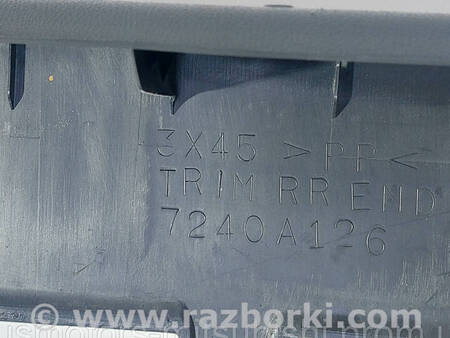 3X45 >PP<
TRIM RR END
7240A126
www.razborki.com